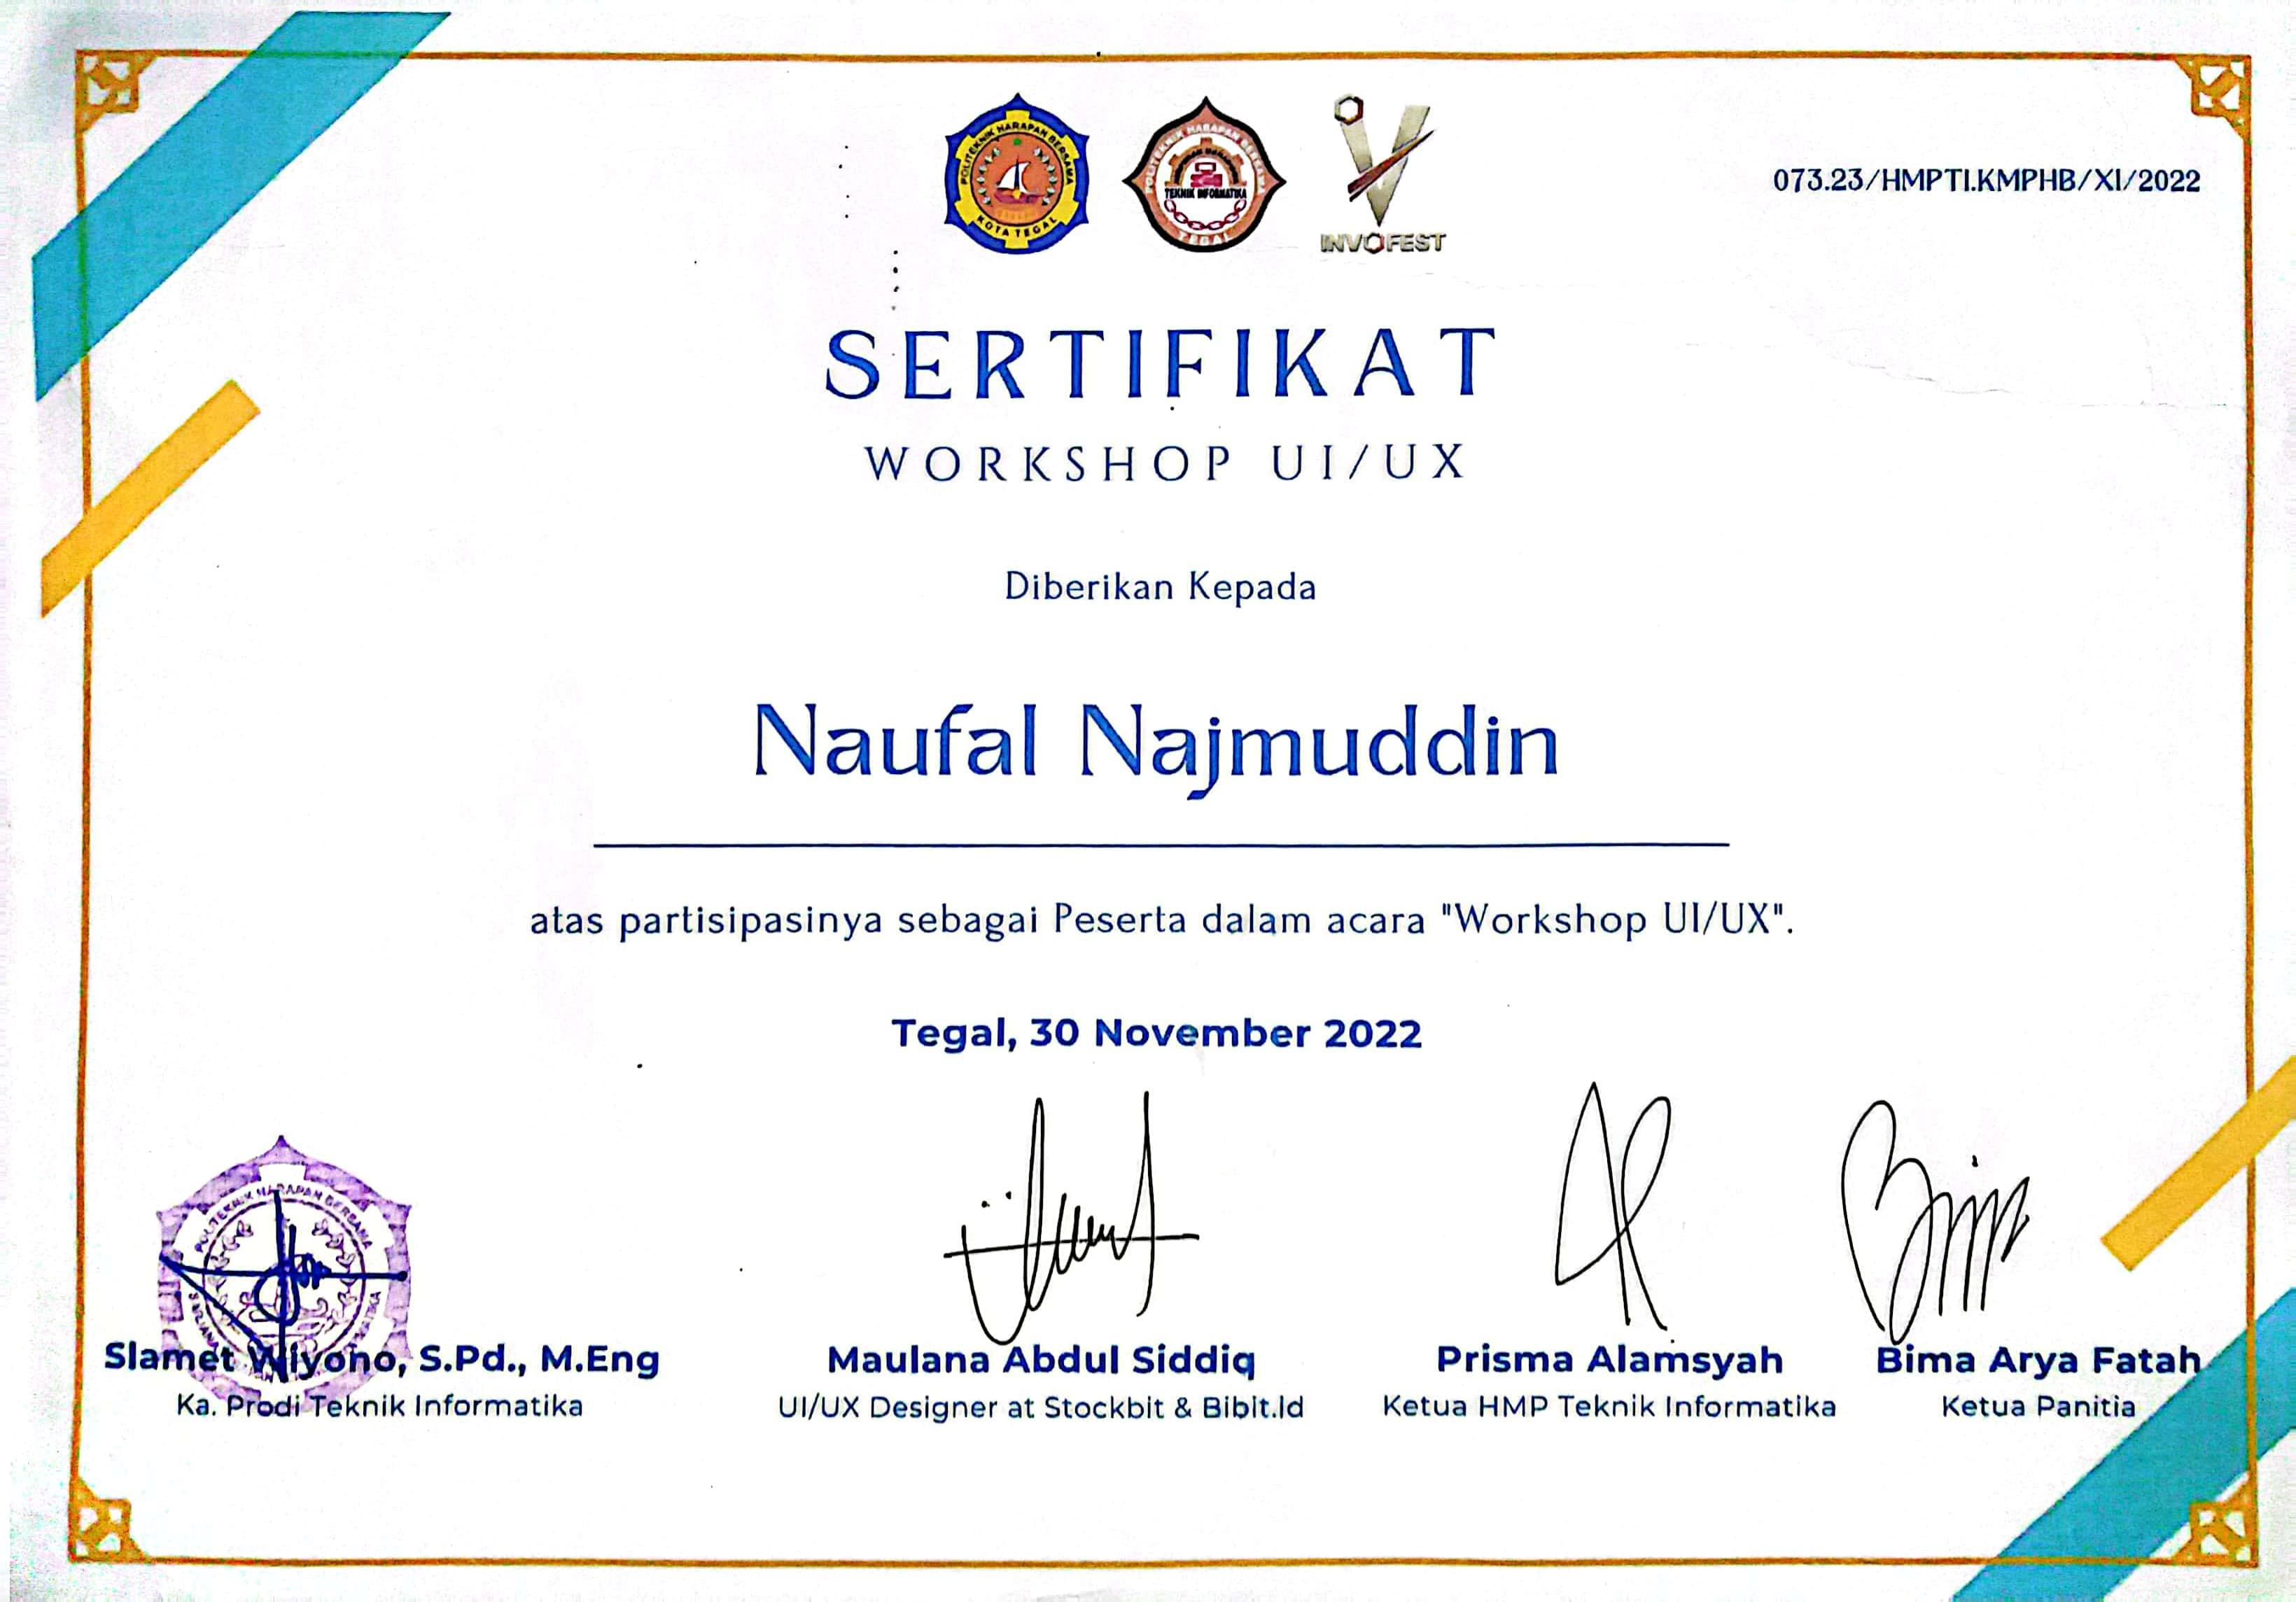 POLITEKNIK HARAPAN BERSAMA
KOTA TEGAL
POLITEKNIK HARAPAN BERSAMA
TEKNIK INFORMATIKA
TEGAL
INVOFEST
073.23/HMPTI.KMPHB/XI/2022
SERTIFIKAT
WORKSHOP UI/UX
Diberikan Kepada
Naufal Najmuddin
atas partisipasinya sebagai Peserta dalam acara "Workshop UI/UX".
Tegal, 30 November 2022
POLITEKNIK HARAPAN BERSAMA
Slamet Wiyono, S.Pd., M.Eng
Ka. Prodi Teknik Informatika
Maulana Abdul Siddiq
UI/UX Designer at Stockbit & Bibit.Id
Prisma Alamsyah
Ketua HMP Teknik Informatika
Bima Arya Fatah
Ketua Panitia